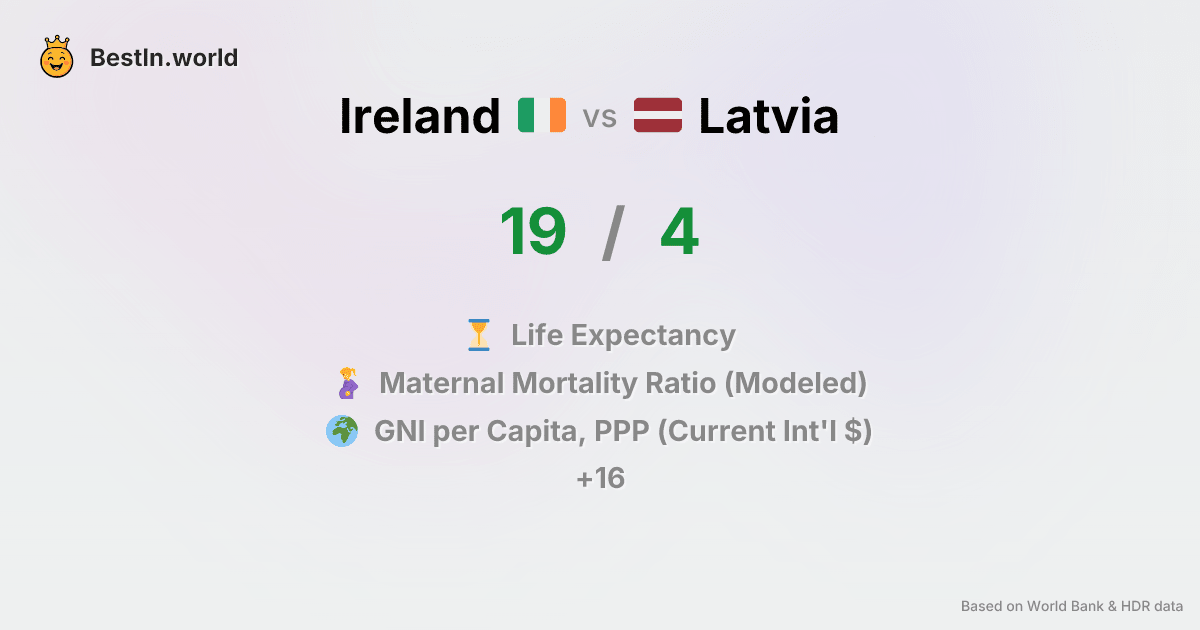 BestIn.world
Ireland vs Latvia
19 / 4
Life Expectancy
Maternal Mortality Ratio (Modeled)
GNI per Capita, PPP (Current Int'l $)
+16
Based on World Bank & HDR data